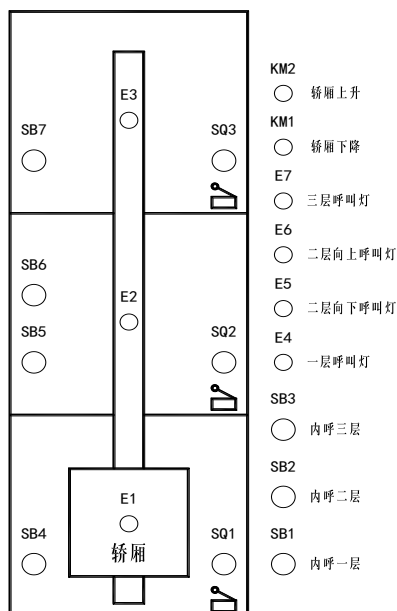 KM2
轿厢上升
E3
KM1
SB7
SQ3
轿厢下降
E7
三层呼叫灯
E6
SB6
二层向上呼叫灯
E2
E5
二层向下呼叫灯
SB5
SQ2
E4
一层呼叫灯
SB3
内呼三层
SB2
内呼二层
E1
SB4
轿厢
SQ1
SB1
内呼一层